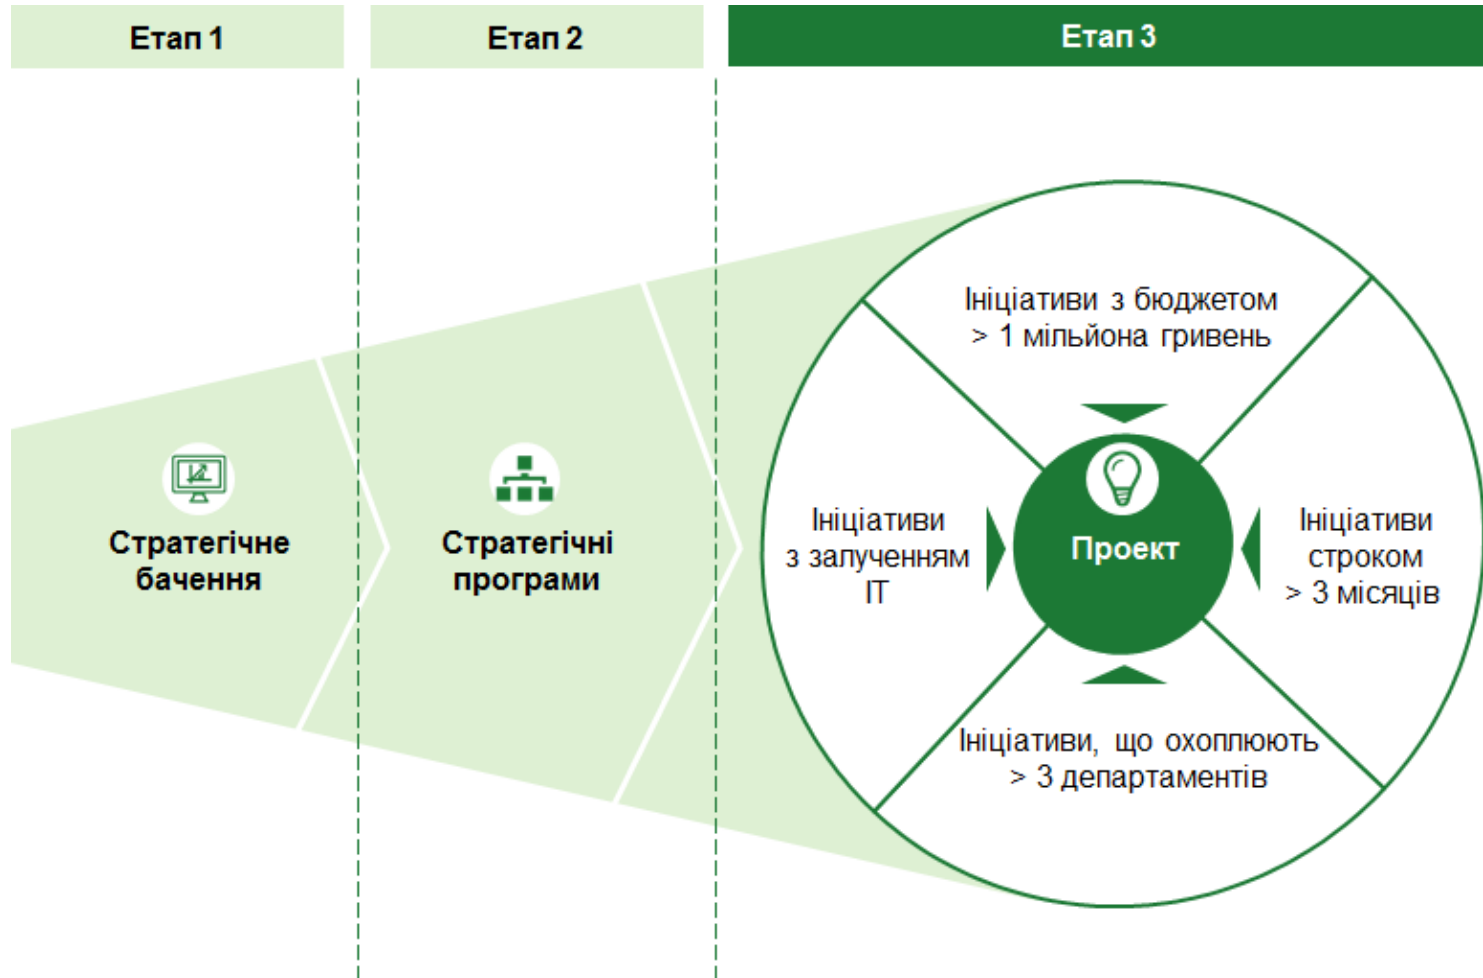 Етап 1
Етап 2
Етап 3
Стратегічне
бачення
Стратегічні
програми
Ініціативи з бюджетом
> 1 мільйона гривень
Ініціативи
з залученням
ІТ
Проект
Ініціативи
строком
> 3 місяців
Ініціативи, що охоплюють
> 3 департаментів